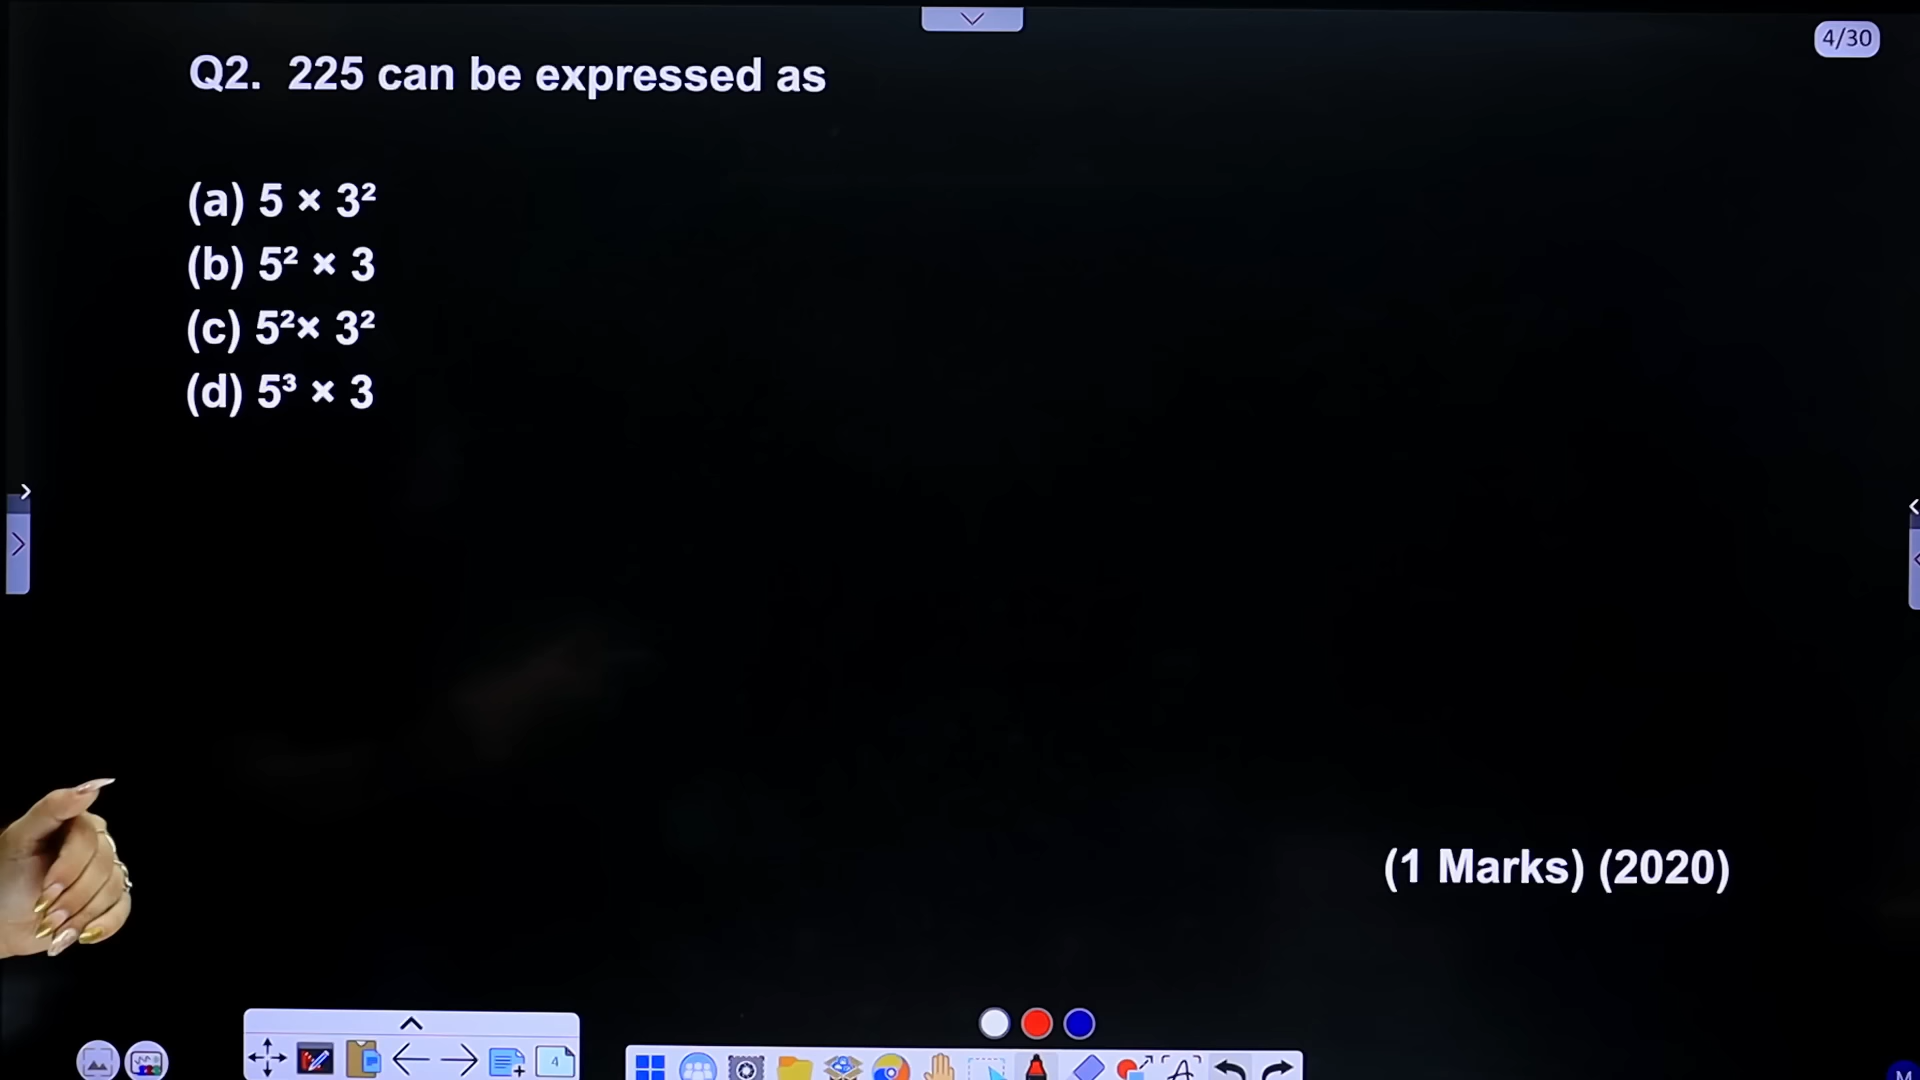 4/30
Q2. 225 can be expressed as
(a) 5 × 3²
(b) 5² × 3
(c) 5²× 3²
(d) 5³ × 3
(1 Marks) (2020)
4
M